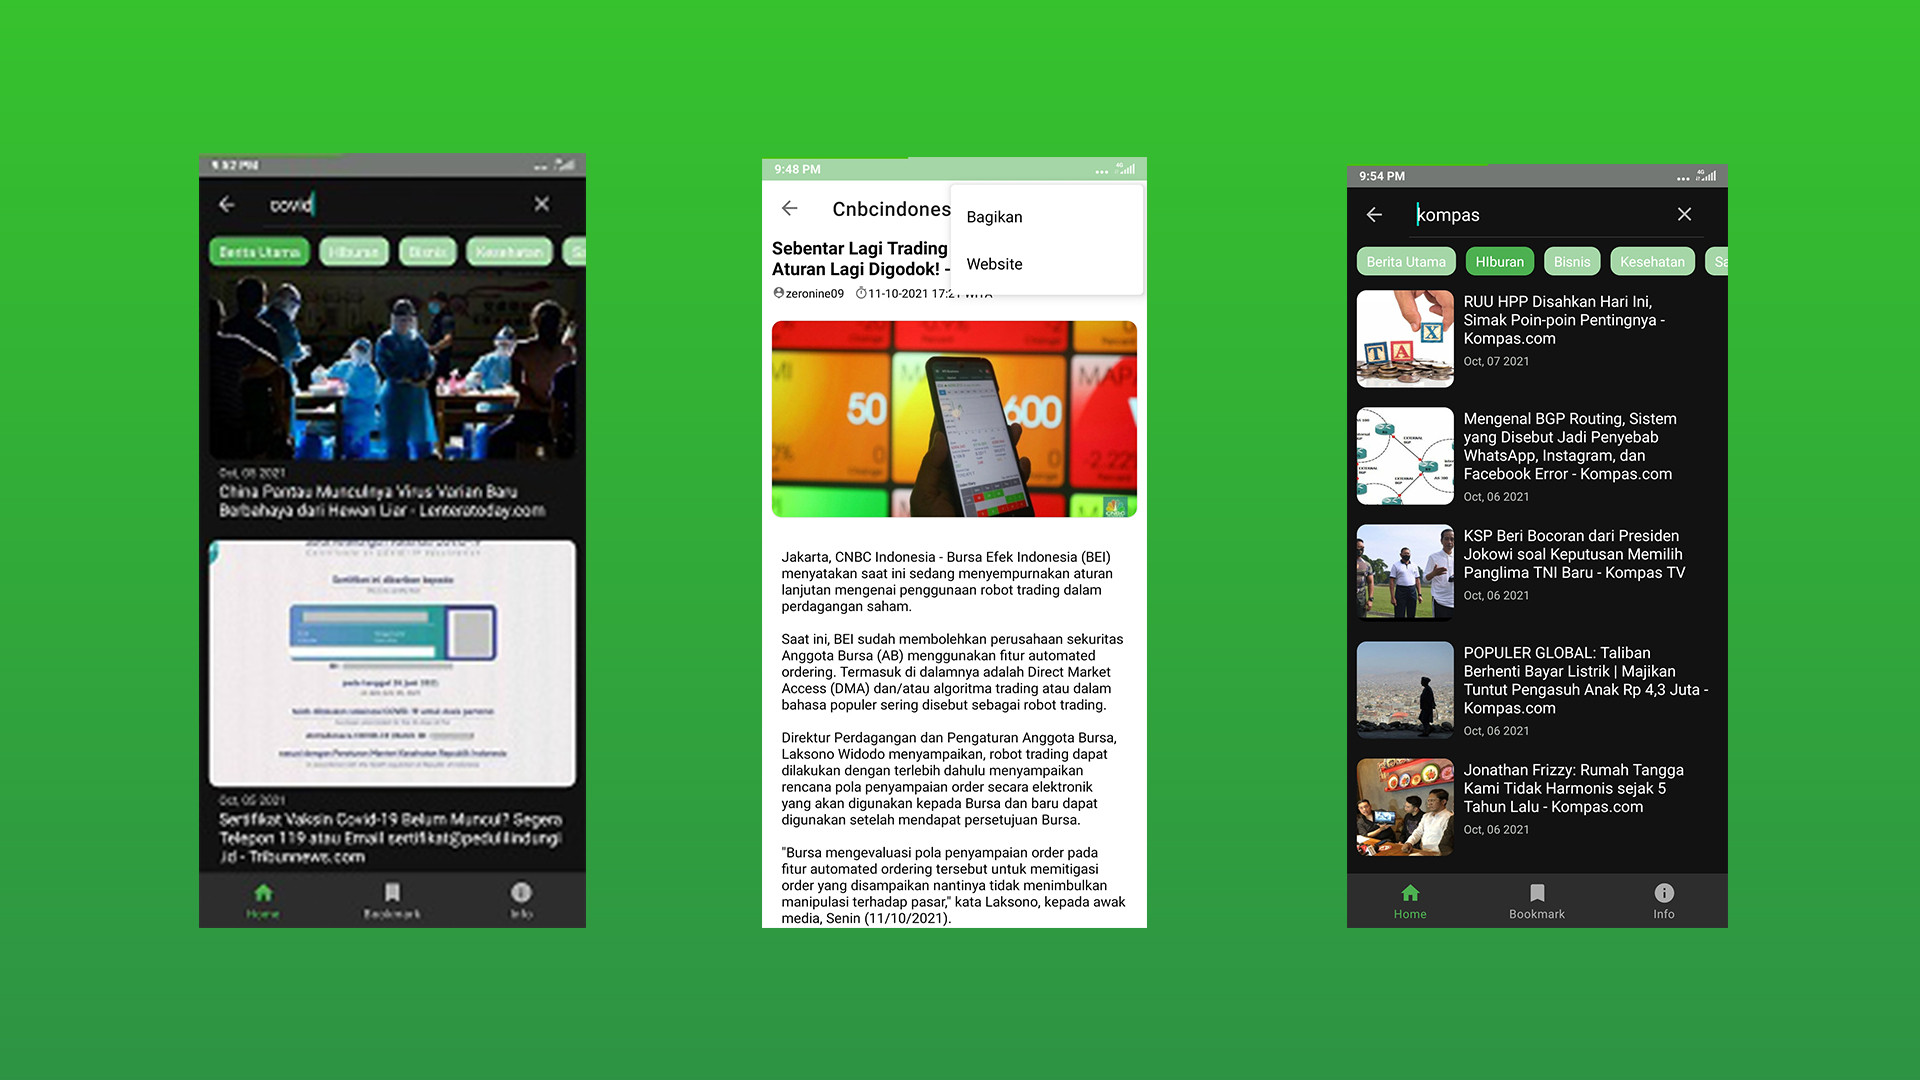 9:52 PM
covid
Berita Utama
Hiburan
Bisnis
Kesehatan
Oct, 08 2021
China Pantau Munculnya Virus Varian Baru
Berbahaya dari Hewan Liar - Lenteratoday.com
Sertifikat ini diberikan kepada
Oct, 05 2021
Sertifikat Vaksin Covid-19 Belum Muncul? Segera
Telepon 119 atau Email sertifikat@pedulilindungi
.id - Tribunnews.com
Home
Bookmark
Info
9:48 PM
4G
Cnbcindones
Bagikan
Website
Sebentar Lagi Trading
Aturan Lagi Digodok! -
zeronine09
11-10-2021 17:21 WITA
50
600
MAP
-2.22
CNBC
Jakarta, CNBC Indonesia - Bursa Efek Indonesia (BEI)
menyatakan saat ini sedang menyempurnakan aturan
lanjutan mengenai penggunaan robot trading dalam
perdagangan saham.
Saat ini, BEI sudah membolehkan perusahaan sekuritas
Anggota Bursa (AB) menggunakan fitur automated
ordering. Termasuk di dalamnya adalah Direct Market
Access (DMA) dan/atau algoritma trading atau dalam
bahasa populer sering disebut sebagai robot trading.
Direktur Perdagangan dan Pengaturan Anggota Bursa,
Laksono Widodo menyampaikan, robot trading dapat
dilakukan dengan terlebih dahulu menyampaikan
rencana pola penyampaian order secara elektronik
yang akan digunakan kepada Bursa dan baru dapat
digunakan setelah mendapat persetujuan Bursa.
"Bursa mengevaluasi pola penyampaian order pada
fitur automated ordering tersebut untuk memitigasi
order yang disampaikan nantinya tidak menimbulkan
manipulasi terhadap pasar," kata Laksono, kepada awak
media, Senin (11/10/2021).
9:54 PM
4G
kompas
Berita Utama
HIburan
Bisnis
Kesehatan
Sa
TAX
RUU HPP Disahkan Hari Ini,
Simak Poin-poin Pentingnya -
Kompas.com
Oct, 07 2021
Mengenal BGP Routing, Sistem
yang Disebut Jadi Penyebab
WhatsApp, Instagram, dan
Facebook Error - Kompas.com
Oct, 06 2021
KSP Beri Bocoran dari Presiden
Jokowi soal Keputusan Memilih
Panglima TNI Baru - Kompas TV
Oct, 06 2021
POPULER GLOBAL: Taliban
Berhenti Bayar Listrik | Majikan
Tuntut Pengasuh Anak Rp 4,3 Juta -
Kompas.com
Oct, 06 2021
Jonathan Frizzy: Rumah Tangga
Kami Tidak Harmonis sejak 5
Tahun Lalu - Kompas.com
Oct, 06 2021
Home
Bookmark
Info